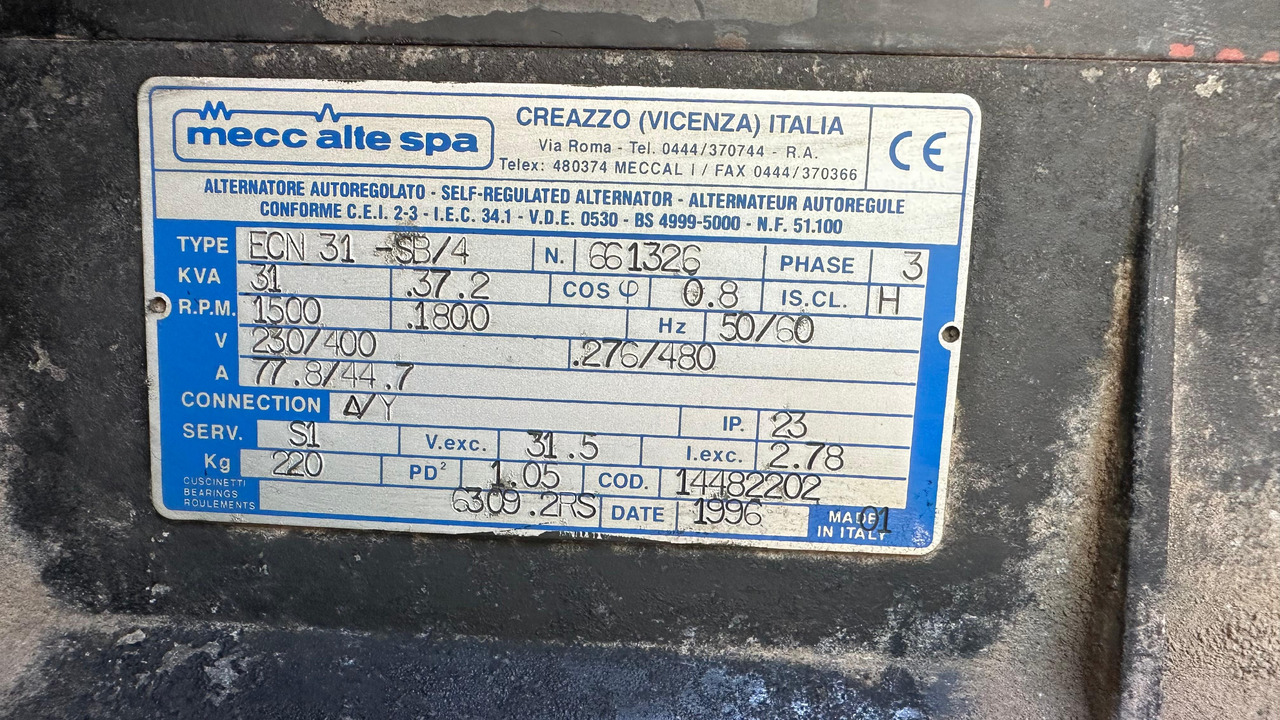 mecc alte spa
CREAZZO (VICENZA) ITALIA
Via Roma - Tel. 0444/370744 - R.A.
Telex: 480374 MECCAL I / FAX 0444/370366
CE
ALTERNATORE AUTOREGOLATO - SELF-REGULATED ALTERNATOR - ALTERNATEUR AUTOREGULE
CONFORME C.E.I. 2-3 - I.E.C. 34.1 - V.D.E. 0530 - BS 4999-5000 - N.F. 51.100
TYPE ECN 31 -SB/4 N. 661326 PHASE 3
KVA 31 .37.2 COS φ 0.8 IS.CL. H
R.P.M. 1500 .1800 Hz 50/60
V 230/400 .276/480
A 77.8/44.7
CONNECTION Δ/Y IP. 23
SERV. S1 V.exc. 31.5 I.exc. 2.78
Kg 220 PD² 1.05 COD. 14482202
CUSCINETTI
BEARINGS
ROULEMENTS
6309.2RS DATE 1996 01
MADE
IN ITALY